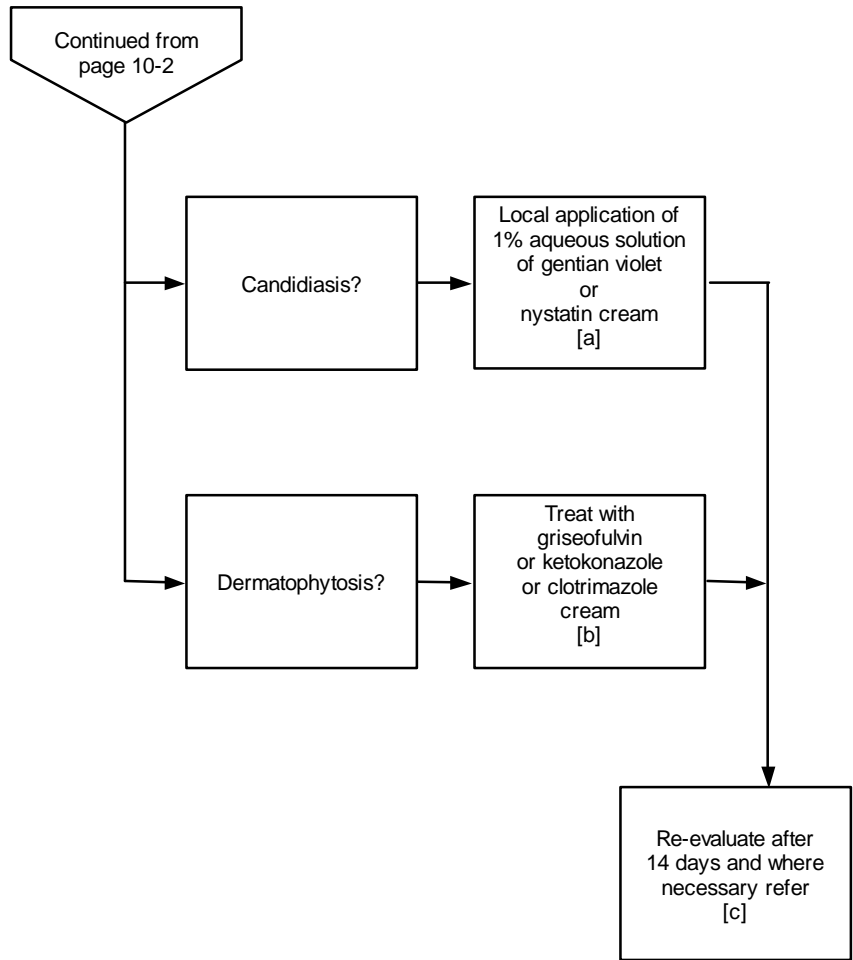 Continued from
page 10-2
Candidiasis?
Local application of
1% aqueous solution
of gentian violet
or
nystatin cream
[a]
Dermatophytosis?
Treat with
griseofulvin
or ketokonazole
or clotrimazole
cream
[b]
Re-evaluate after
14 days and where
necessary refer
[c]